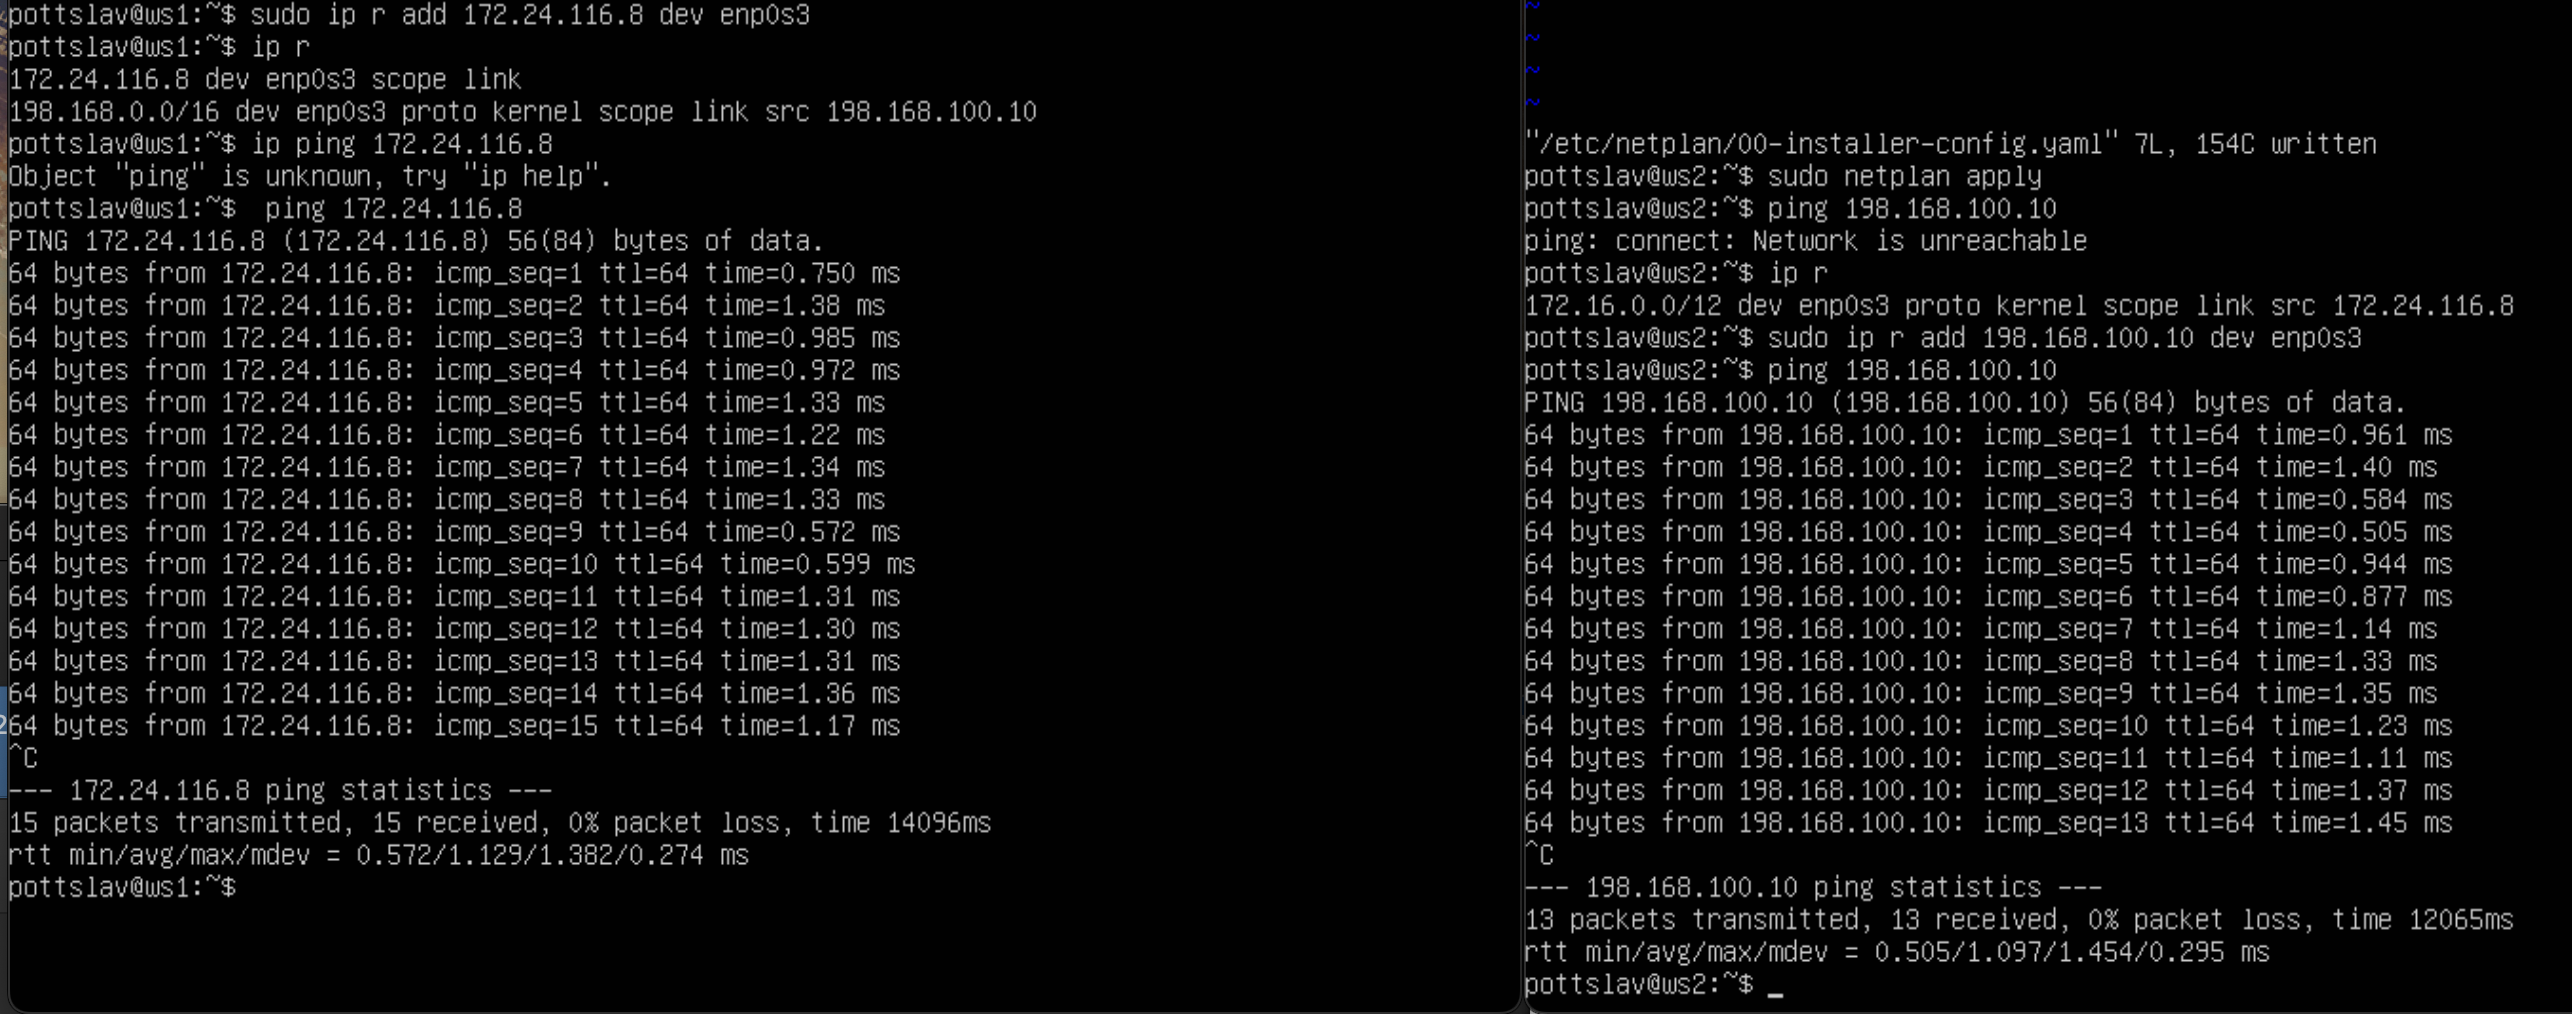 pottslav@ws1:~$ sudo ip r add 172.24.116.8 dev enp0s3
pottslav@ws1:~$ ip r
172.24.116.8 dev enp0s3 scope link
198.168.0.0/16 dev enp0s3 proto kernel scope link src 198.168.100.10
pottslav@ws1:~$ ip ping 172.24.116.8
Object "ping" is unknown, try "ip help".
pottslav@ws1:~$  ping 172.24.116.8
PING 172.24.116.8 (172.24.116.8) 56(84) bytes of data.
64 bytes from 172.24.116.8: icmp_seq=1 ttl=64 time=0.750 ms
64 bytes from 172.24.116.8: icmp_seq=2 ttl=64 time=1.38 ms
64 bytes from 172.24.116.8: icmp_seq=3 ttl=64 time=0.985 ms
64 bytes from 172.24.116.8: icmp_seq=4 ttl=64 time=0.972 ms
64 bytes from 172.24.116.8: icmp_seq=5 ttl=64 time=1.33 ms
64 bytes from 172.24.116.8: icmp_seq=6 ttl=64 time=1.22 ms
64 bytes from 172.24.116.8: icmp_seq=7 ttl=64 time=1.34 ms
64 bytes from 172.24.116.8: icmp_seq=8 ttl=64 time=1.33 ms
64 bytes from 172.24.116.8: icmp_seq=9 ttl=64 time=0.572 ms
64 bytes from 172.24.116.8: icmp_seq=10 ttl=64 time=0.599 ms
64 bytes from 172.24.116.8: icmp_seq=11 ttl=64 time=1.31 ms
64 bytes from 172.24.116.8: icmp_seq=12 ttl=64 time=1.30 ms
64 bytes from 172.24.116.8: icmp_seq=13 ttl=64 time=1.31 ms
64 bytes from 172.24.116.8: icmp_seq=14 ttl=64 time=1.36 ms
64 bytes from 172.24.116.8: icmp_seq=15 ttl=64 time=1.17 ms
^C
--- 172.24.116.8 ping statistics ---
15 packets transmitted, 15 received, 0% packet loss, time 14096ms
rtt min/avg/max/mdev = 0.572/1.129/1.382/0.274 ms
pottslav@ws1:~$
~
~
~
~
"/etc/netplan/00-installer-config.yaml" 7L, 154C written
pottslav@ws2:~$ sudo netplan apply
pottslav@ws2:~$ ping 198.168.100.10
ping: connect: Network is unreachable
pottslav@ws2:~$ ip r
172.16.0.0/12 dev enp0s3 proto kernel scope link src 172.24.116.8
pottslav@ws2:~$ sudo ip r add 198.168.100.10 dev enp0s3
pottslav@ws2:~$ ping 198.168.100.10
PING 198.168.100.10 (198.168.100.10) 56(84) bytes of data.
64 bytes from 198.168.100.10: icmp_seq=1 ttl=64 time=0.961 ms
64 bytes from 198.168.100.10: icmp_seq=2 ttl=64 time=1.40 ms
64 bytes from 198.168.100.10: icmp_seq=3 ttl=64 time=0.584 ms
64 bytes from 198.168.100.10: icmp_seq=4 ttl=64 time=0.505 ms
64 bytes from 198.168.100.10: icmp_seq=5 ttl=64 time=0.944 ms
64 bytes from 198.168.100.10: icmp_seq=6 ttl=64 time=0.877 ms
64 bytes from 198.168.100.10: icmp_seq=7 ttl=64 time=1.14 ms
64 bytes from 198.168.100.10: icmp_seq=8 ttl=64 time=1.33 ms
64 bytes from 198.168.100.10: icmp_seq=9 ttl=64 time=1.35 ms
64 bytes from 198.168.100.10: icmp_seq=10 ttl=64 time=1.23 ms
64 bytes from 198.168.100.10: icmp_seq=11 ttl=64 time=1.11 ms
64 bytes from 198.168.100.10: icmp_seq=12 ttl=64 time=1.37 ms
64 bytes from 198.168.100.10: icmp_seq=13 ttl=64 time=1.45 ms
^C
--- 198.168.100.10 ping statistics ---
13 packets transmitted, 13 received, 0% packet loss, time 12065ms
rtt min/avg/max/mdev = 0.505/1.097/1.454/0.295 ms
pottslav@ws2:~$ _